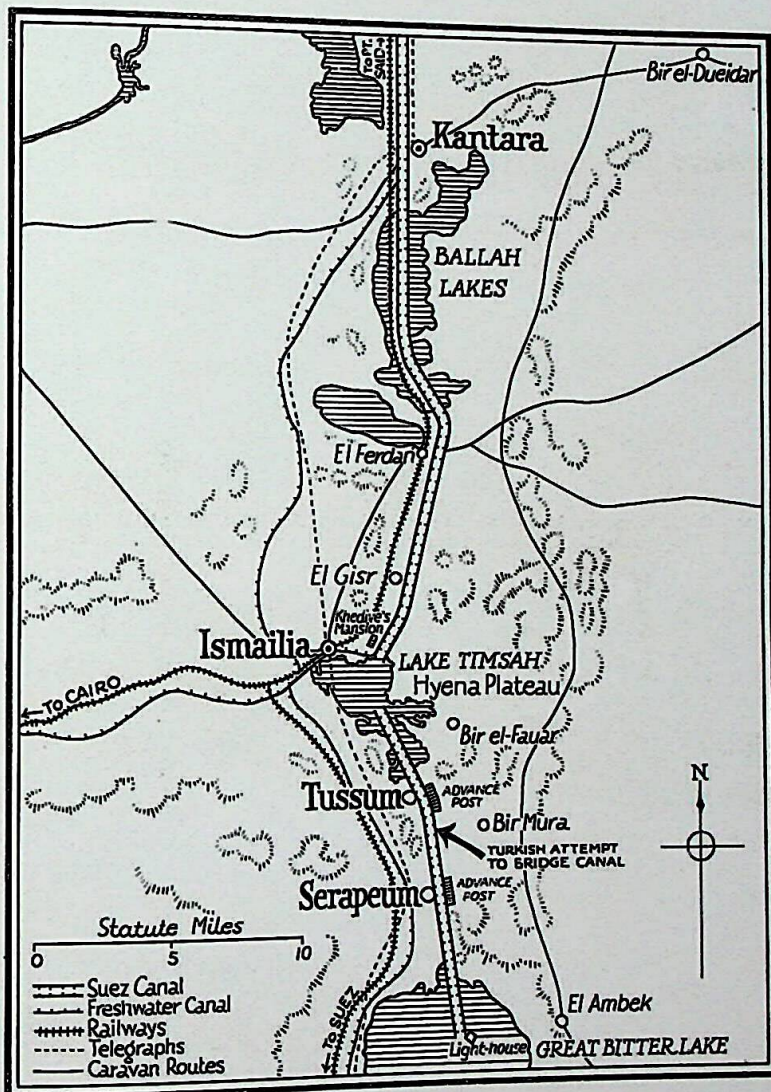 TO PT.
SAID→
Bir el-Dueidar
Kantara
BALLAH
LAKES
El Ferdan
El Gisr
Khedive's
Mansion
Ismailia
LAKE TIMSAH
Hyena Plateau
←TO CAIRO
Bir el-Fauar
Tussum
ADVANCE
POST
Bir Mura
TURKISH ATTEMPT
TO BRIDGE CANAL
N
Serapeum
ADVANCE
POST
Statute Miles
0 5 10
Suez Canal
Freshwater Canal
Railways
Telegraphs
Caravan Routes
←TO SUEZ
El Ambek
Light-house
GREAT BITTER LAKE